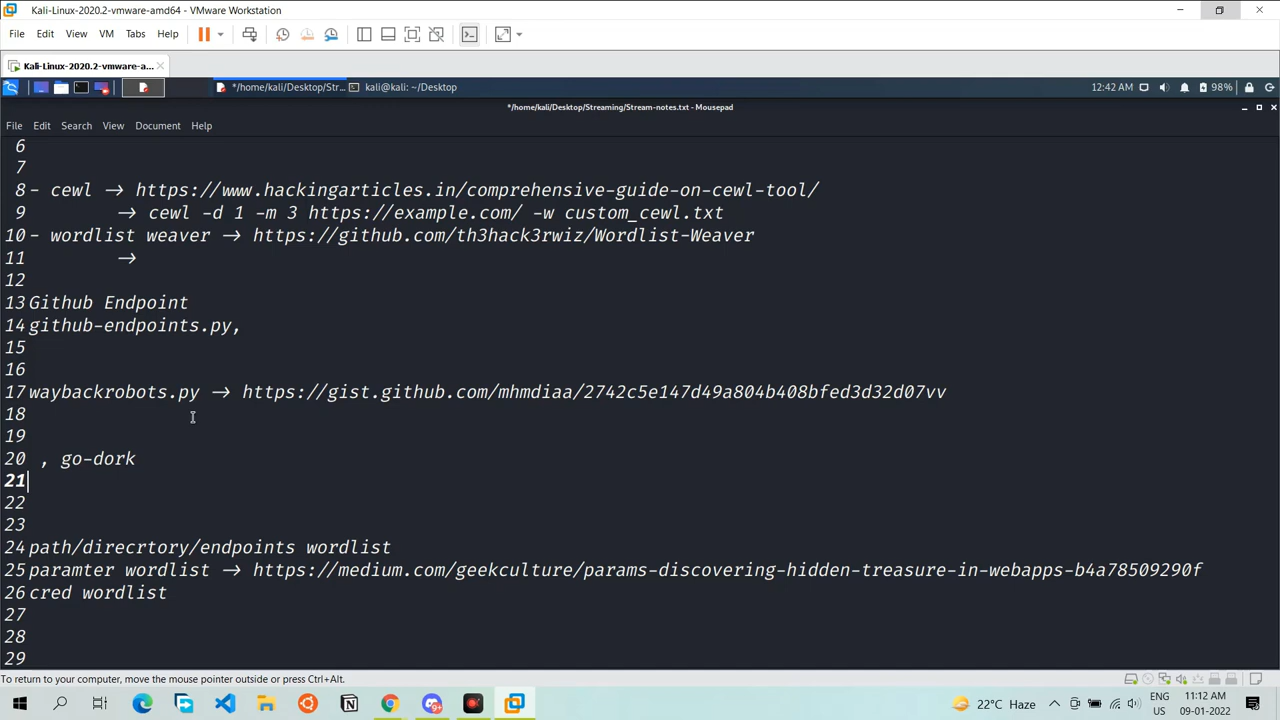 Kali-Linux-2020.2-vmware-amd64 - VMware Workstation
File Edit View VM Tabs Help
Kali-Linux-2020.2-vmware-a...
*/home/kali/Desktop/Str... kali@kali: ~/Desktop 12:42 AM 98%
*/home/kali/Desktop/Streaming/Stream-notes.txt - Mousepad
File Edit Search View Document Help
6
7
8 - cewl -> https://www.hackingarticles.in/comprehensive-guide-on-cewl-tool/
9 -> cewl -d 1 -m 3 https://example.com/ -w custom_cewl.txt
10 - wordlist weaver -> https://github.com/th3hack3rwiz/Wordlist-Weaver
11 ->
12
13 Github Endpoint
14 github-endpoints.py,
15
16
17 waybackrobots.py -> https://gist.github.com/mhmdiaa/2742c5e147d49a804b408bfed3d32d07vv
18
19
20 , go-dork
21
22
23
24 path/direcrtory/endpoints wordlist
25 paramter wordlist -> https://medium.com/geekculture/params-discovering-hidden-treasure-in-webapps-b4a78509290f
26 cred wordlist
27
28
29
To return to your computer, move the mouse pointer outside or press Ctrl+Alt.
22°C Haze ENG US 11:12 AM 09-01-2022